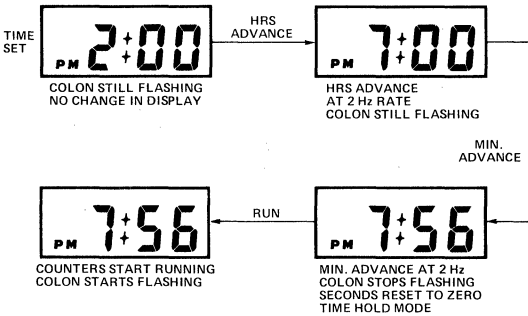 TIME
SET
PM 2:00
COLON STILL FLASHING
NO CHANGE IN DISPLAY
HRS
ADVANCE
PM 7:00
HRS ADVANCE
AT 2 Hz RATE
COLON STILL FLASHING
MIN.
ADVANCE
PM 7:56
MIN. ADVANCE AT 2 Hz
COLON STOPS FLASHING
SECONDS RESET TO ZERO
TIME HOLD MODE
RUN
PM 7:56
COUNTERS START RUNNING
COLON STARTS FLASHING